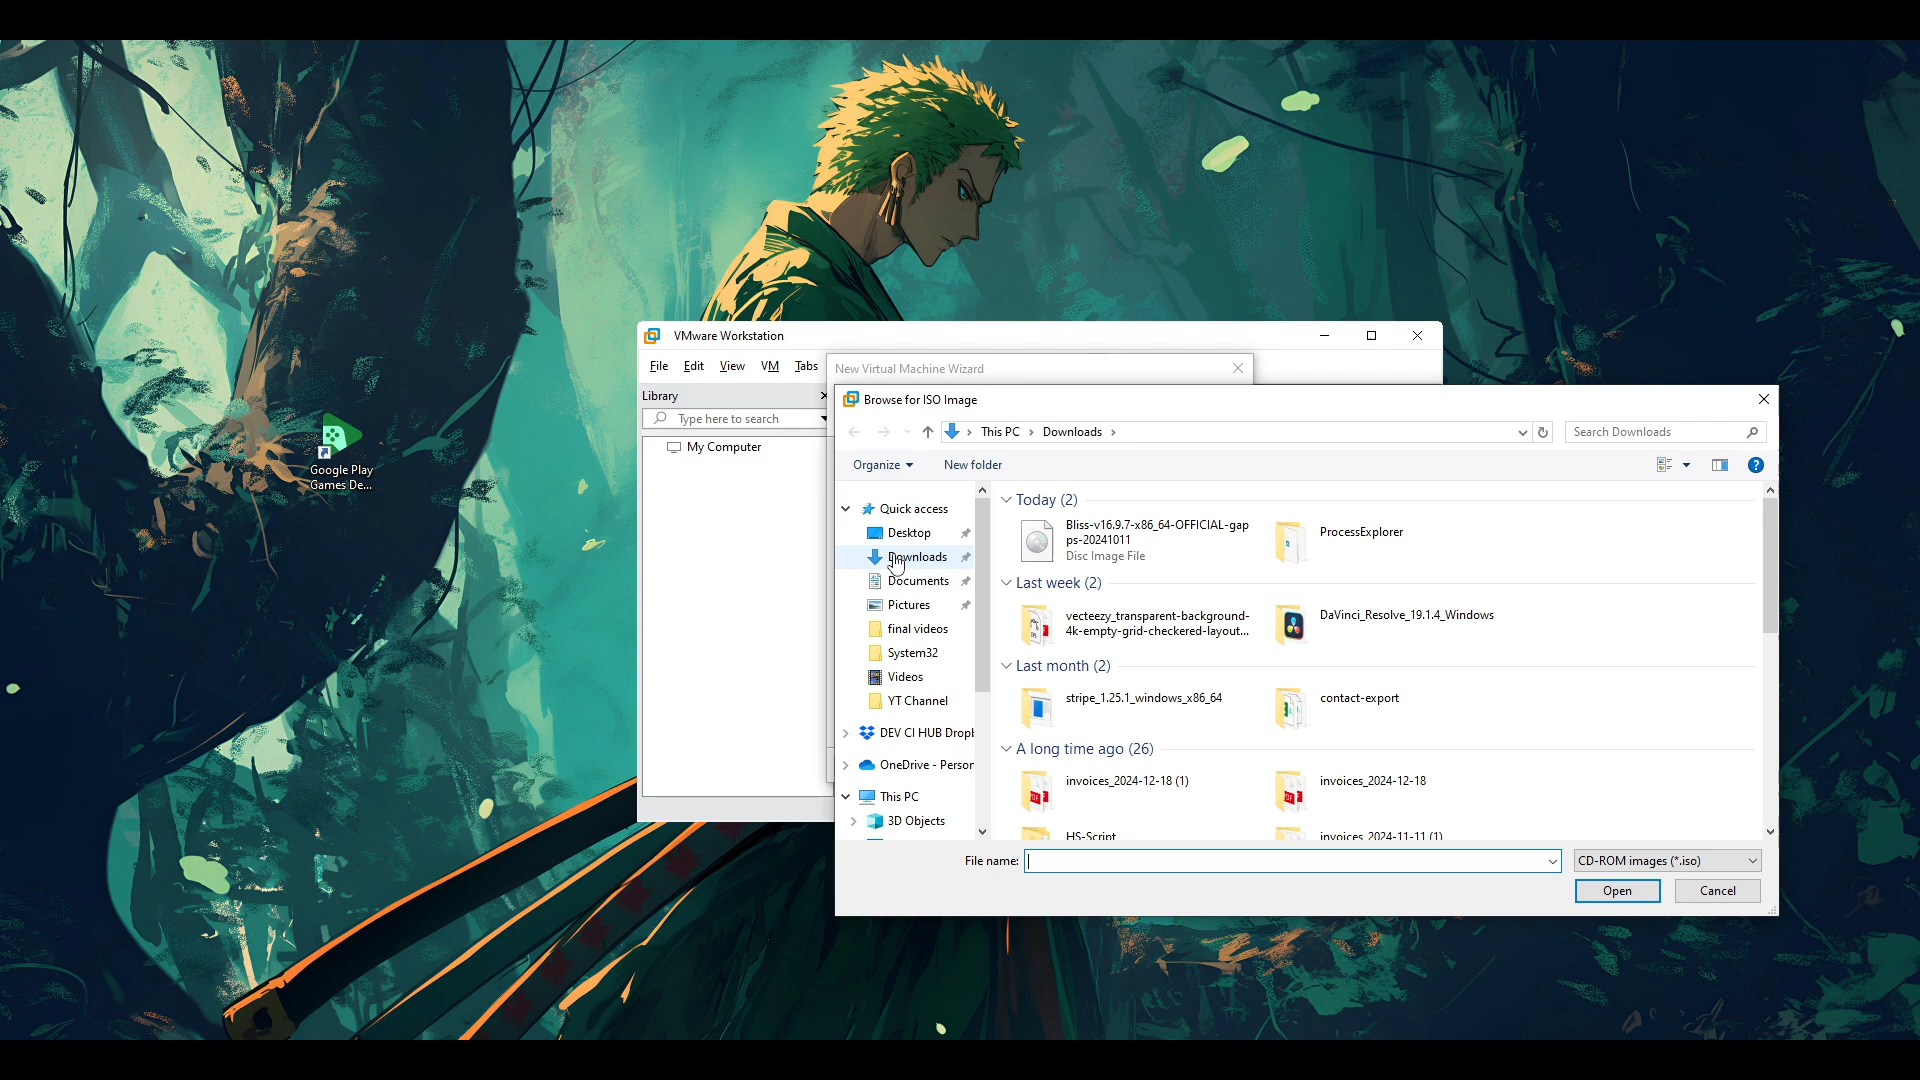 VMware Workstation
File Edit View VM Tabs
New Virtual Machine Wizard
Library
Type here to search
My Computer
Google Play
Games De...
Browse for ISO Image
This PC > Downloads >
Search Downloads
Organize
New folder
Quick access
Desktop
Downloads
Documents
Pictures
final videos
System32
Videos
YT Channel
DEV CI HUB Dropb
OneDrive - Person
This PC
3D Objects
Today (2)
Bliss-v16.9.7-x86_64-OFFICIAL-gap
ps-20241011
Disc Image File
ProcessExplorer
Last week (2)
vecteezy_transparent-background-
4k-empty-grid-checkered-layout...
DaVinci_Resolve_19.1.4_Windows
Last month (2)
stripe_1.25.1_windows_x86_64
contact-export
A long time ago (26)
invoices_2024-12-18 (1)
invoices_2024-12-18
HS-Script
invoices_2024-11-11 (1)
File name:
CD-ROM images (*.iso)
Open
Cancel